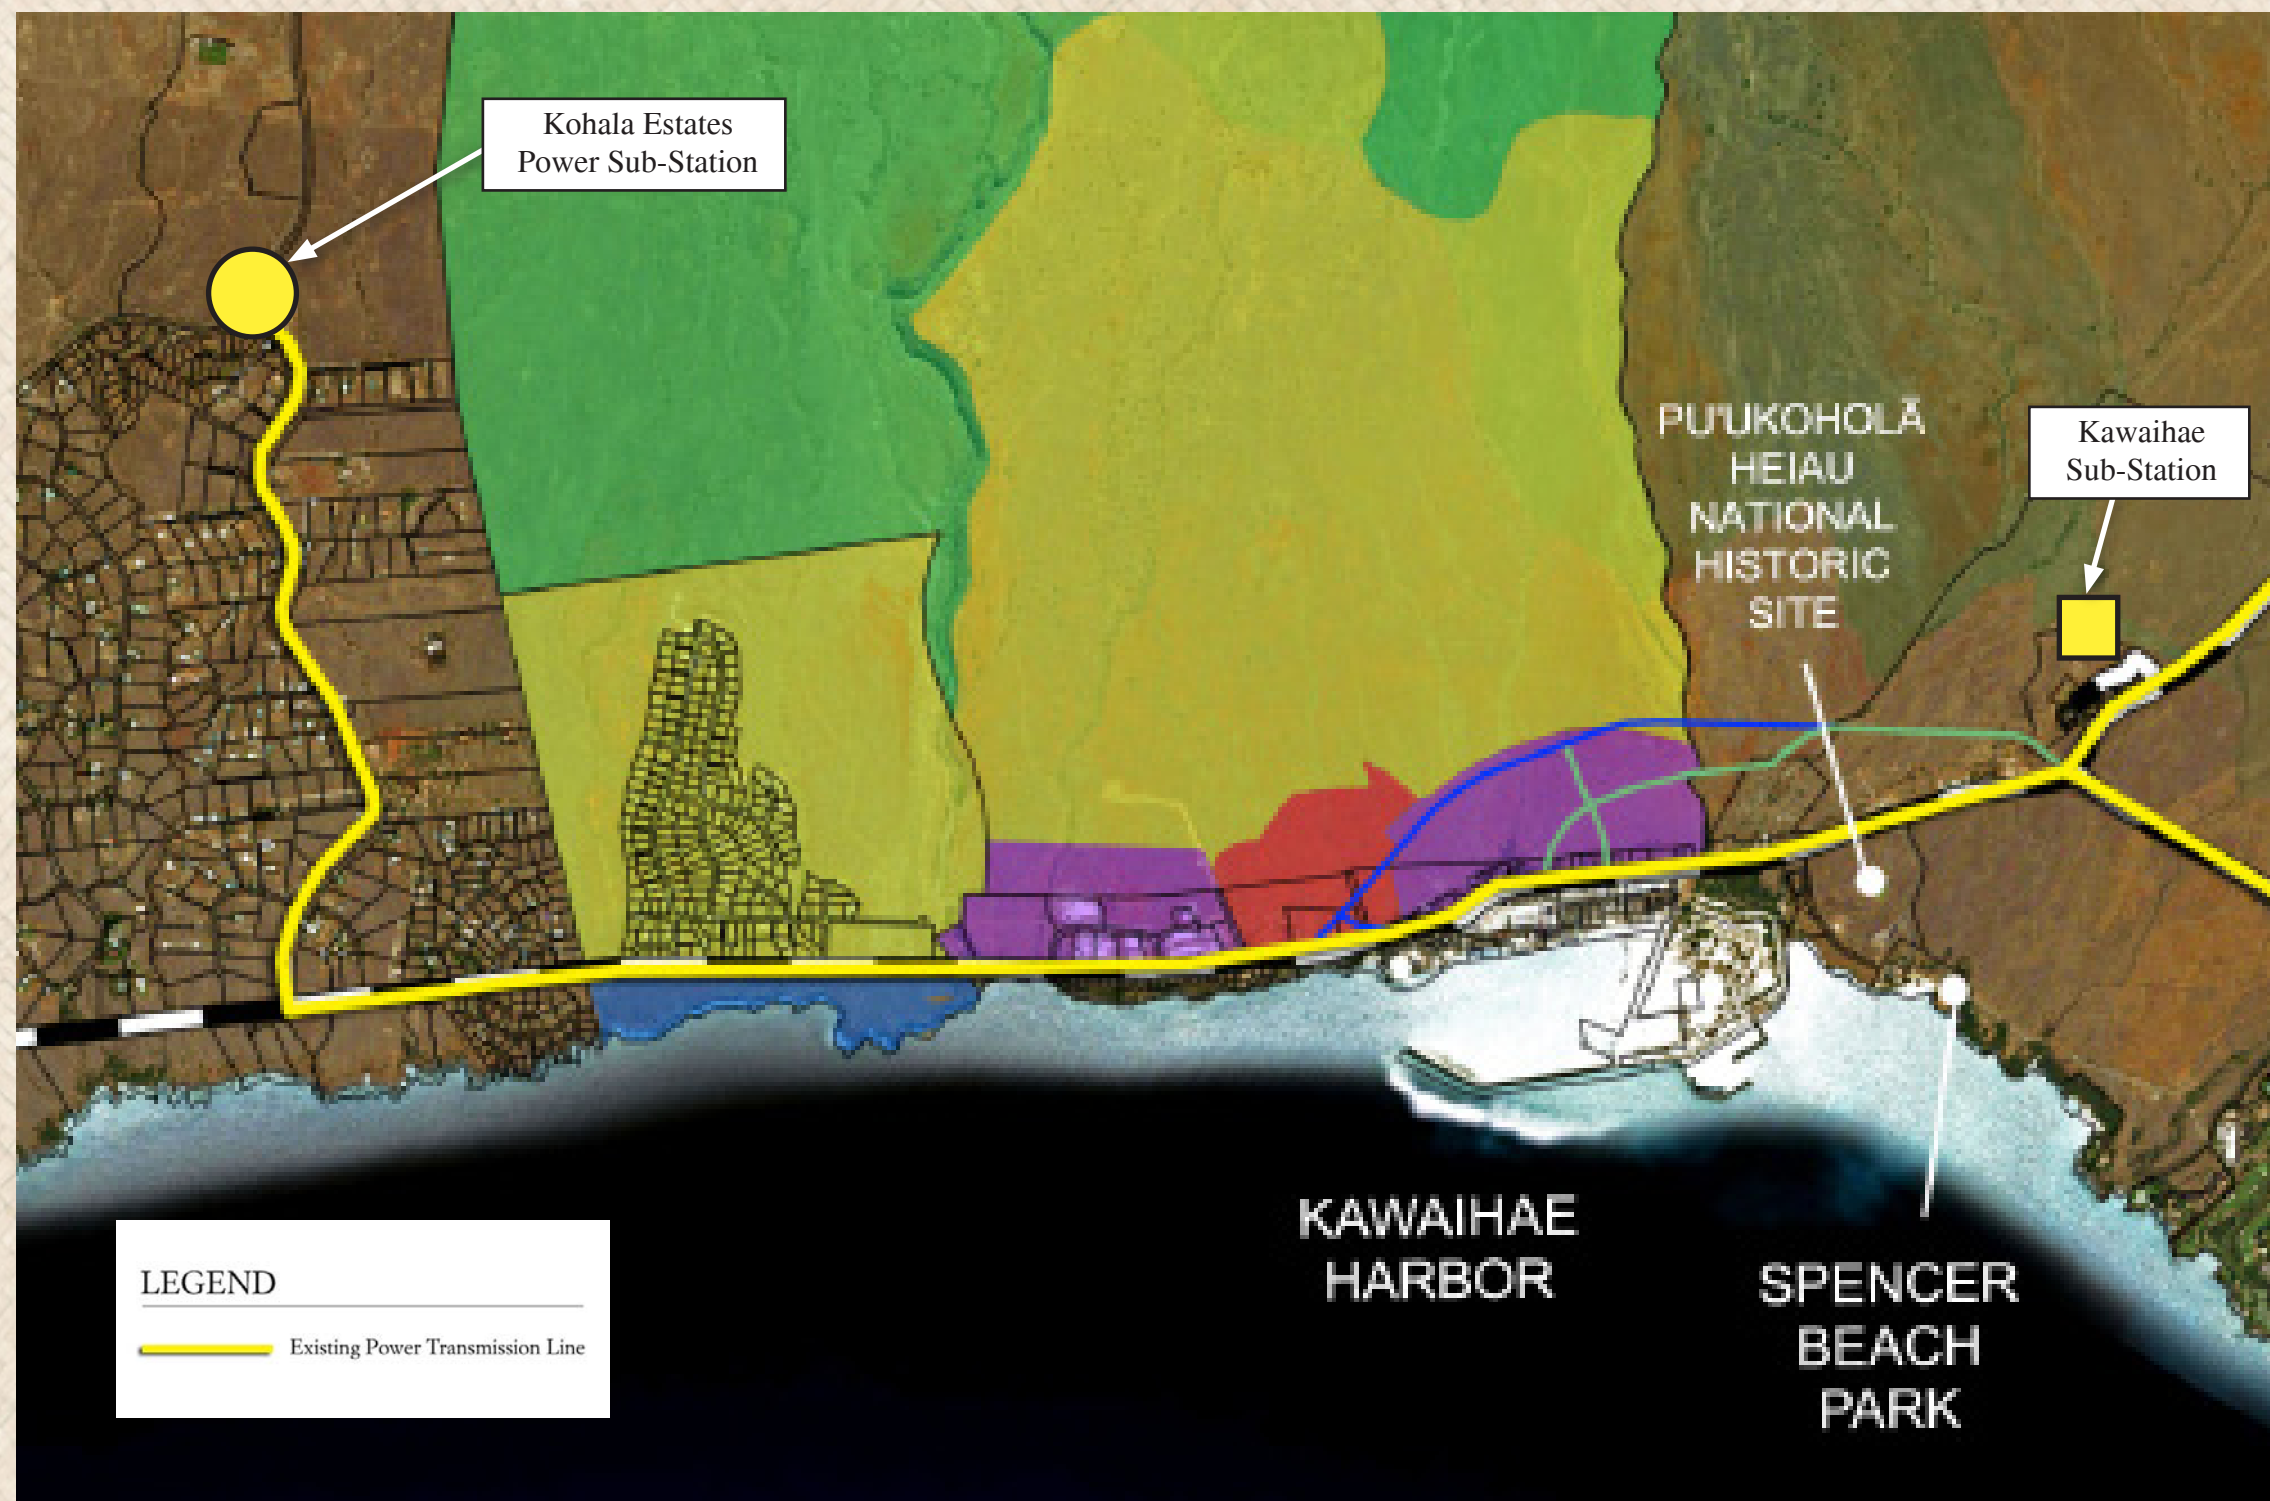 Kohala Estates
Power Sub-Station
PU'UKOHOLĀ
HEIAU
NATIONAL
HISTORIC
SITE
Kawaihae
Sub-Station
KAWAIHAE
HARBOR
SPENCER
BEACH
PARK
LEGEND
Existing Power Transmission Line